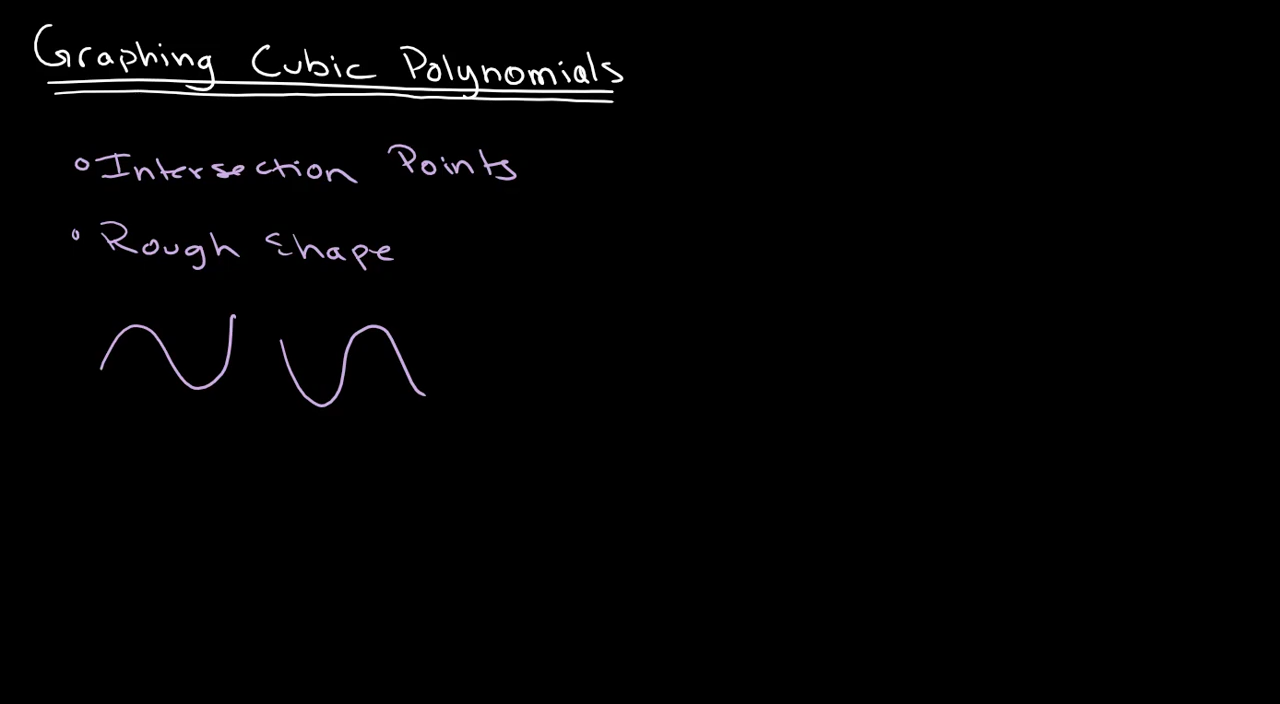 Graphing Cubic Polynomials
◦ Intersection Points
◦ Rough Shape